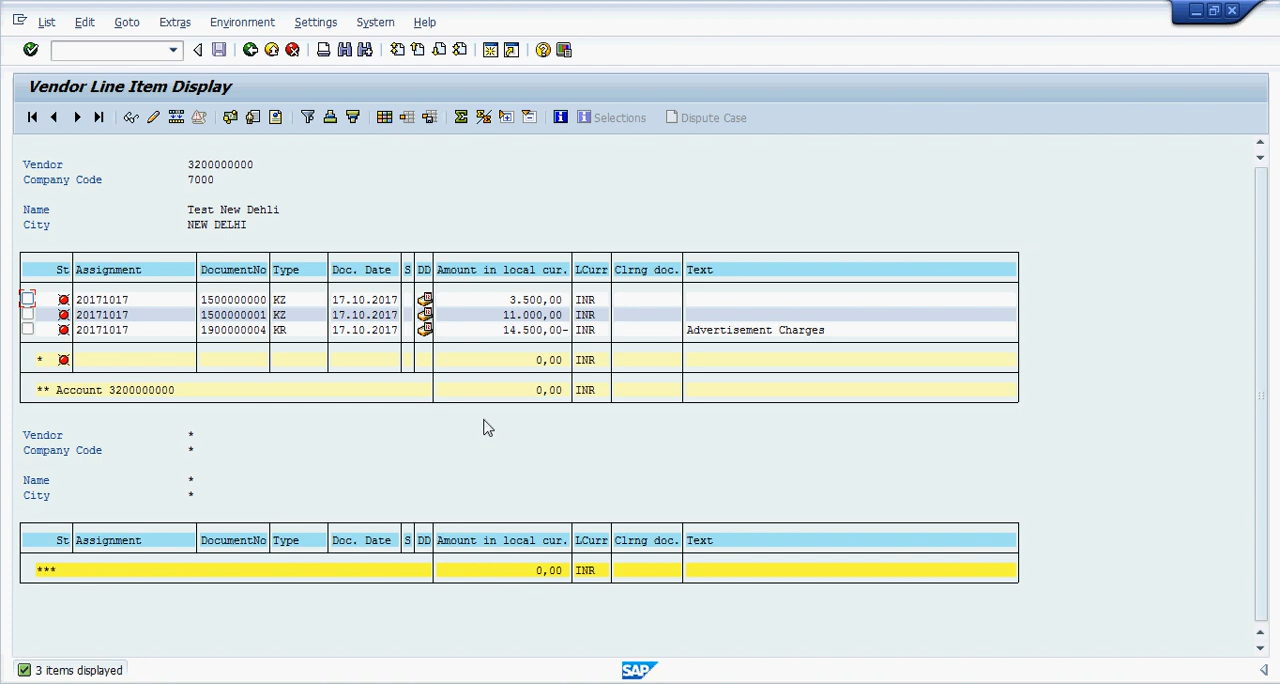 List Edit Goto Extras Environment Settings System Help
Vendor Line Item Display
Selections Dispute Case
Vendor 3200000000
Company Code 7000
Name Test New Dehli
City NEW DELHI
St Assignment DocumentNo Type Doc. Date S DD Amount in local cur. LCurr Clrng doc. Text
20171017 1500000000 KZ 17.10.2017 3.500,00 INR
20171017 1500000001 KZ 17.10.2017 11.000,00 INR
20171017 1900000004 KR 17.10.2017 14.500,00- INR Advertisement Charges
* 0,00 INR
** Account 3200000000 0,00 INR
Vendor *
Company Code *
Name *
City *
St Assignment DocumentNo Type Doc. Date S DD Amount in local cur. LCurr Clrng doc. Text
*** 0,00 INR
3 items displayed
SAP